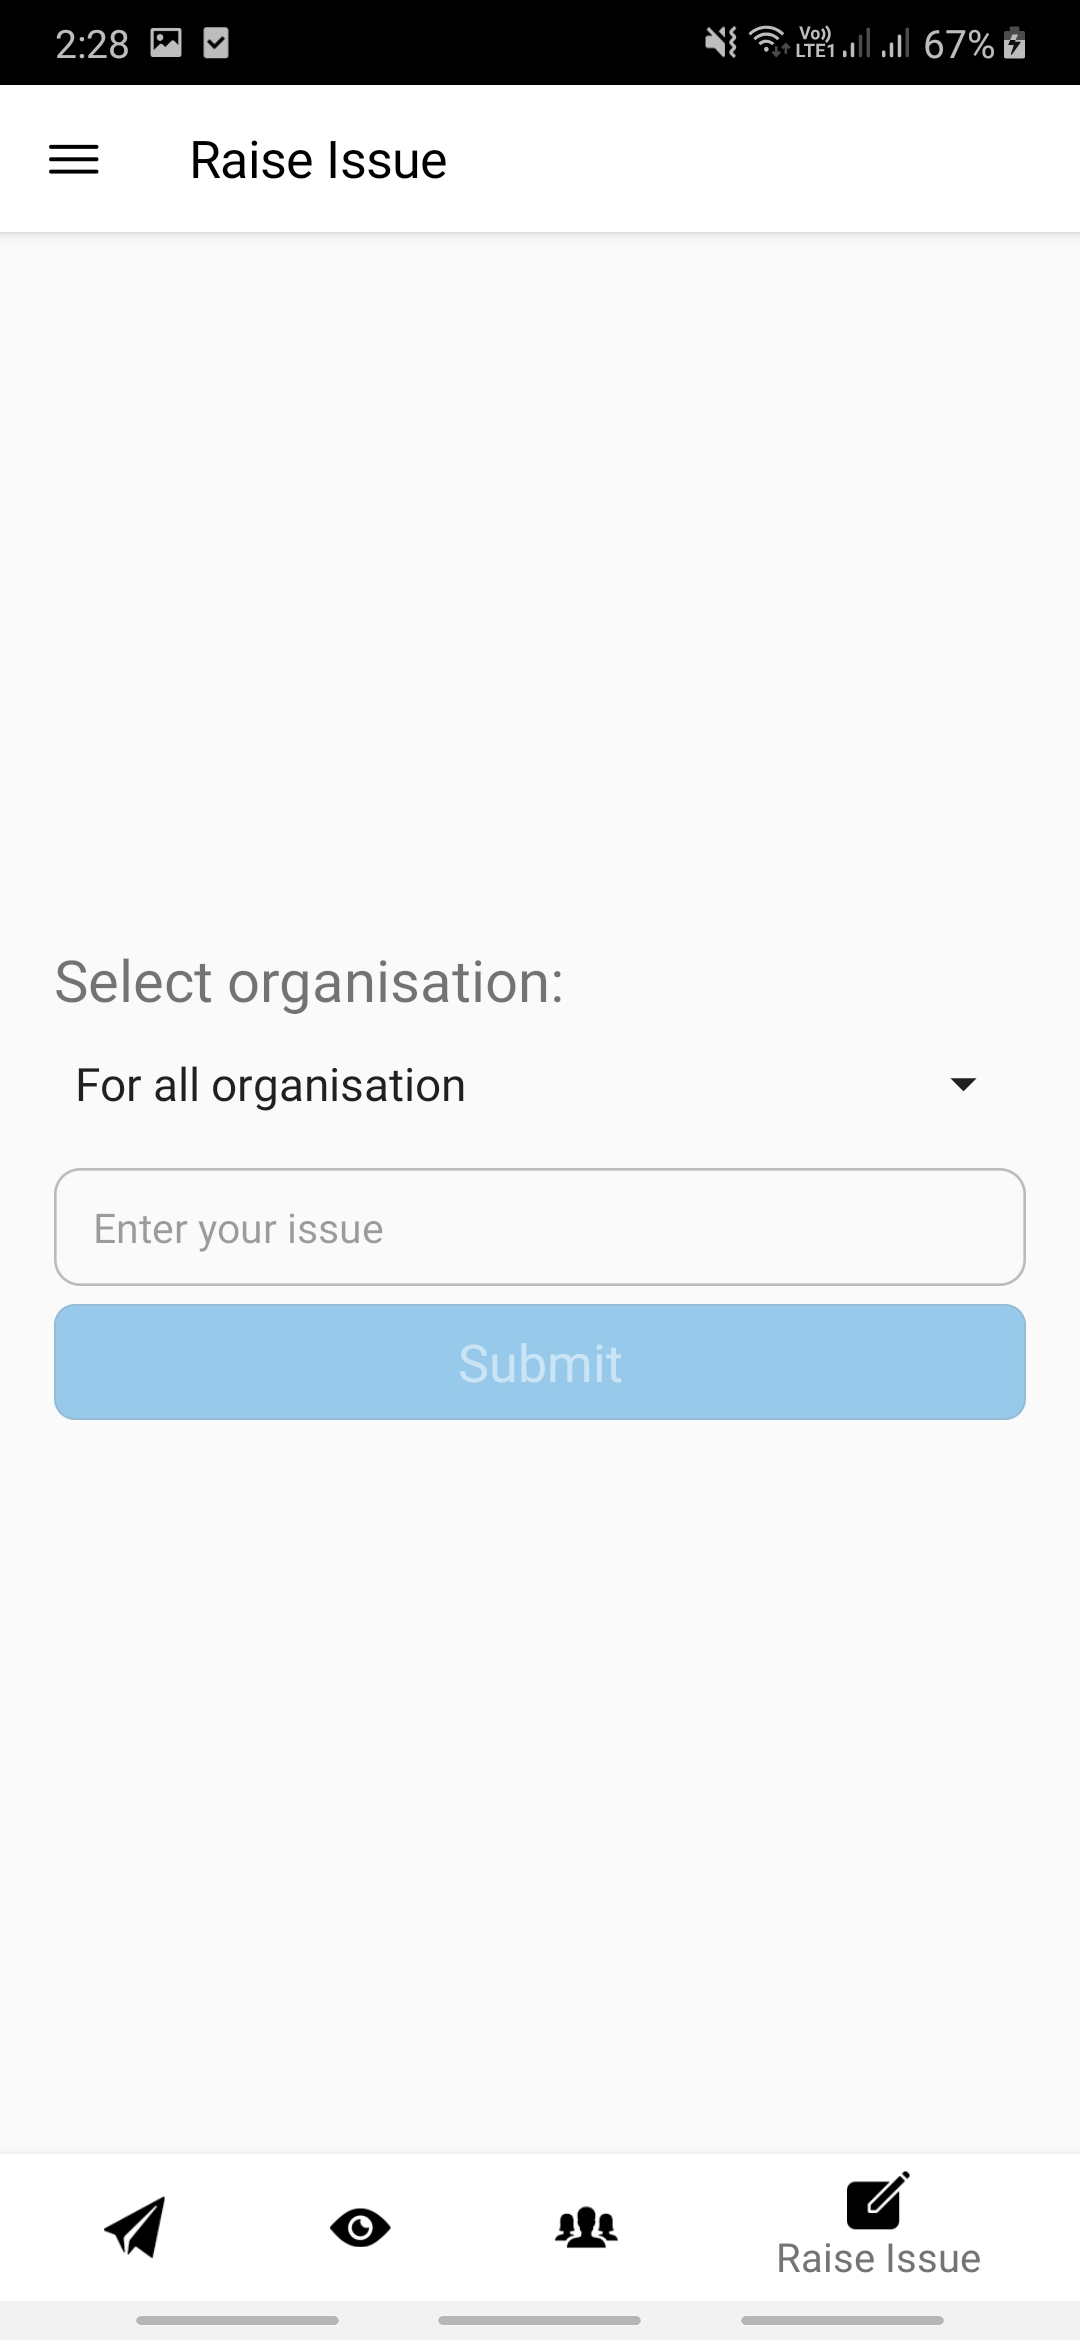 2:28 Vo)) LTE1 67%
Raise Issue
Select organisation:
For all organisation
Enter your issue
Submit
Raise Issue